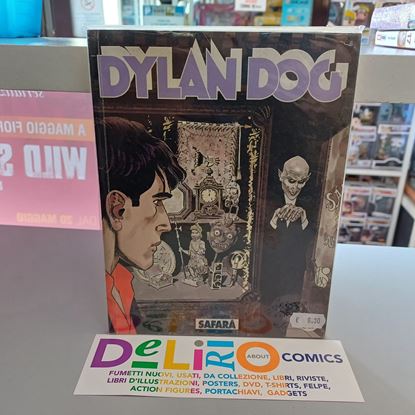 DYLAN DOG
A MAGGIO FIOR
WILD S
DAL 20 MAGGIO
SAFARÀ
€ 6,30
DeLiRiO ABOUT COMICS
FUMETTI NUOVI, USATI, DA COLLEZIONE, LIBRI, RIVISTE,
LIBRI D'ILLUSTRAZIONI, POSTERS, DVD, T-SHIRTS, FELPE,
ACTION FIGURES, PORTACHIAVI, GADGETS